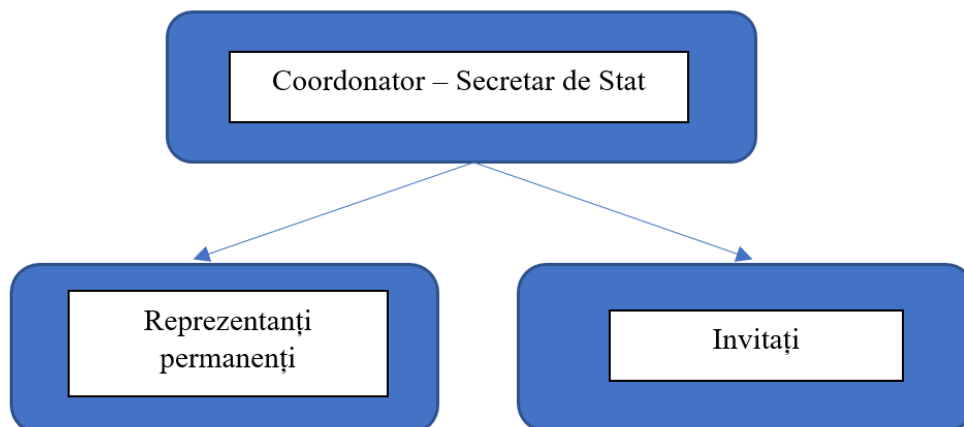 Coordonator – Secretar de Stat
Reprezentanți
permanenți
Invitați